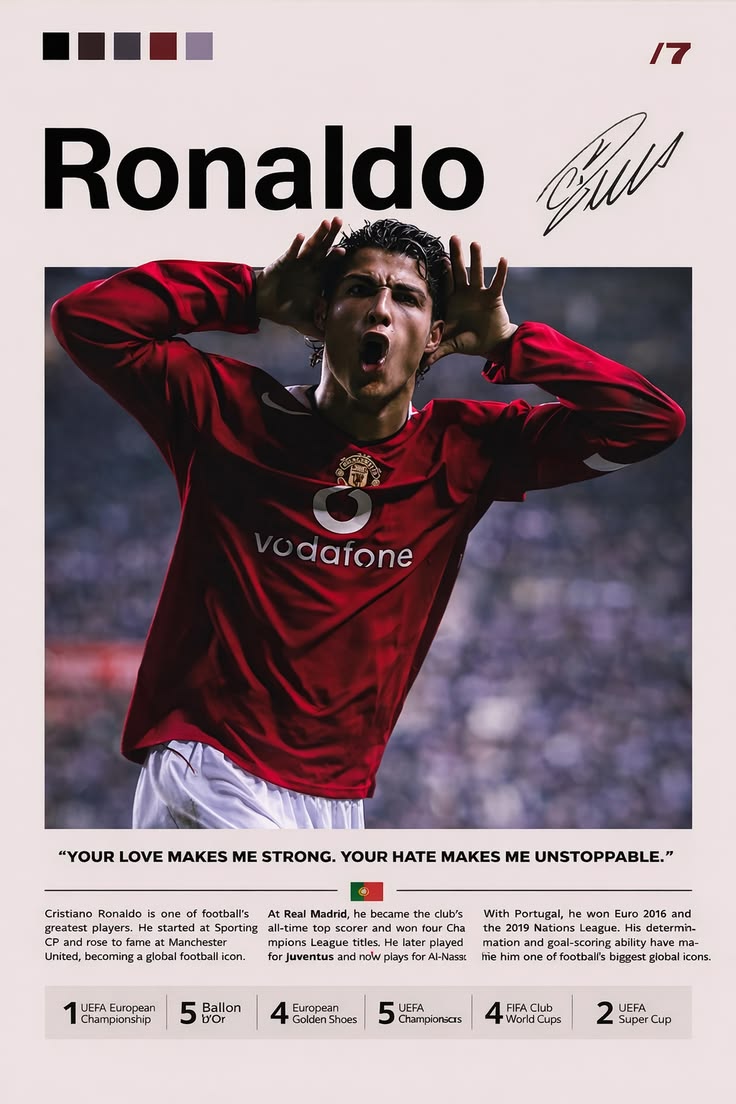 /7
Ronaldo
vodafone
“YOUR LOVE MAKES ME STRONG. YOUR HATE MAKES ME UNSTOPPABLE.”
Cristiano Ronaldo is one of football’s
greatest players. He started at Sporting
CP and rose to fame at Manchester
United, becoming a global football icon.
At Real Madrid, he became the club’s
all-time top scorer and won four Cha
mpions League titles. He later played
for Juventus and now plays for Al-Nassr.
With Portugal, he won Euro 2016 and
the 2019 Nations League. His determin-
mation and goal-scoring ability have ma-
me him one of football’s biggest global icons.
1 UEFA European
Championship
5 Ballon
b’Or
4 European
Golden Shoes
5 UEFA
4 FIFA Club
World Cups
2 UEFA
Super Cup